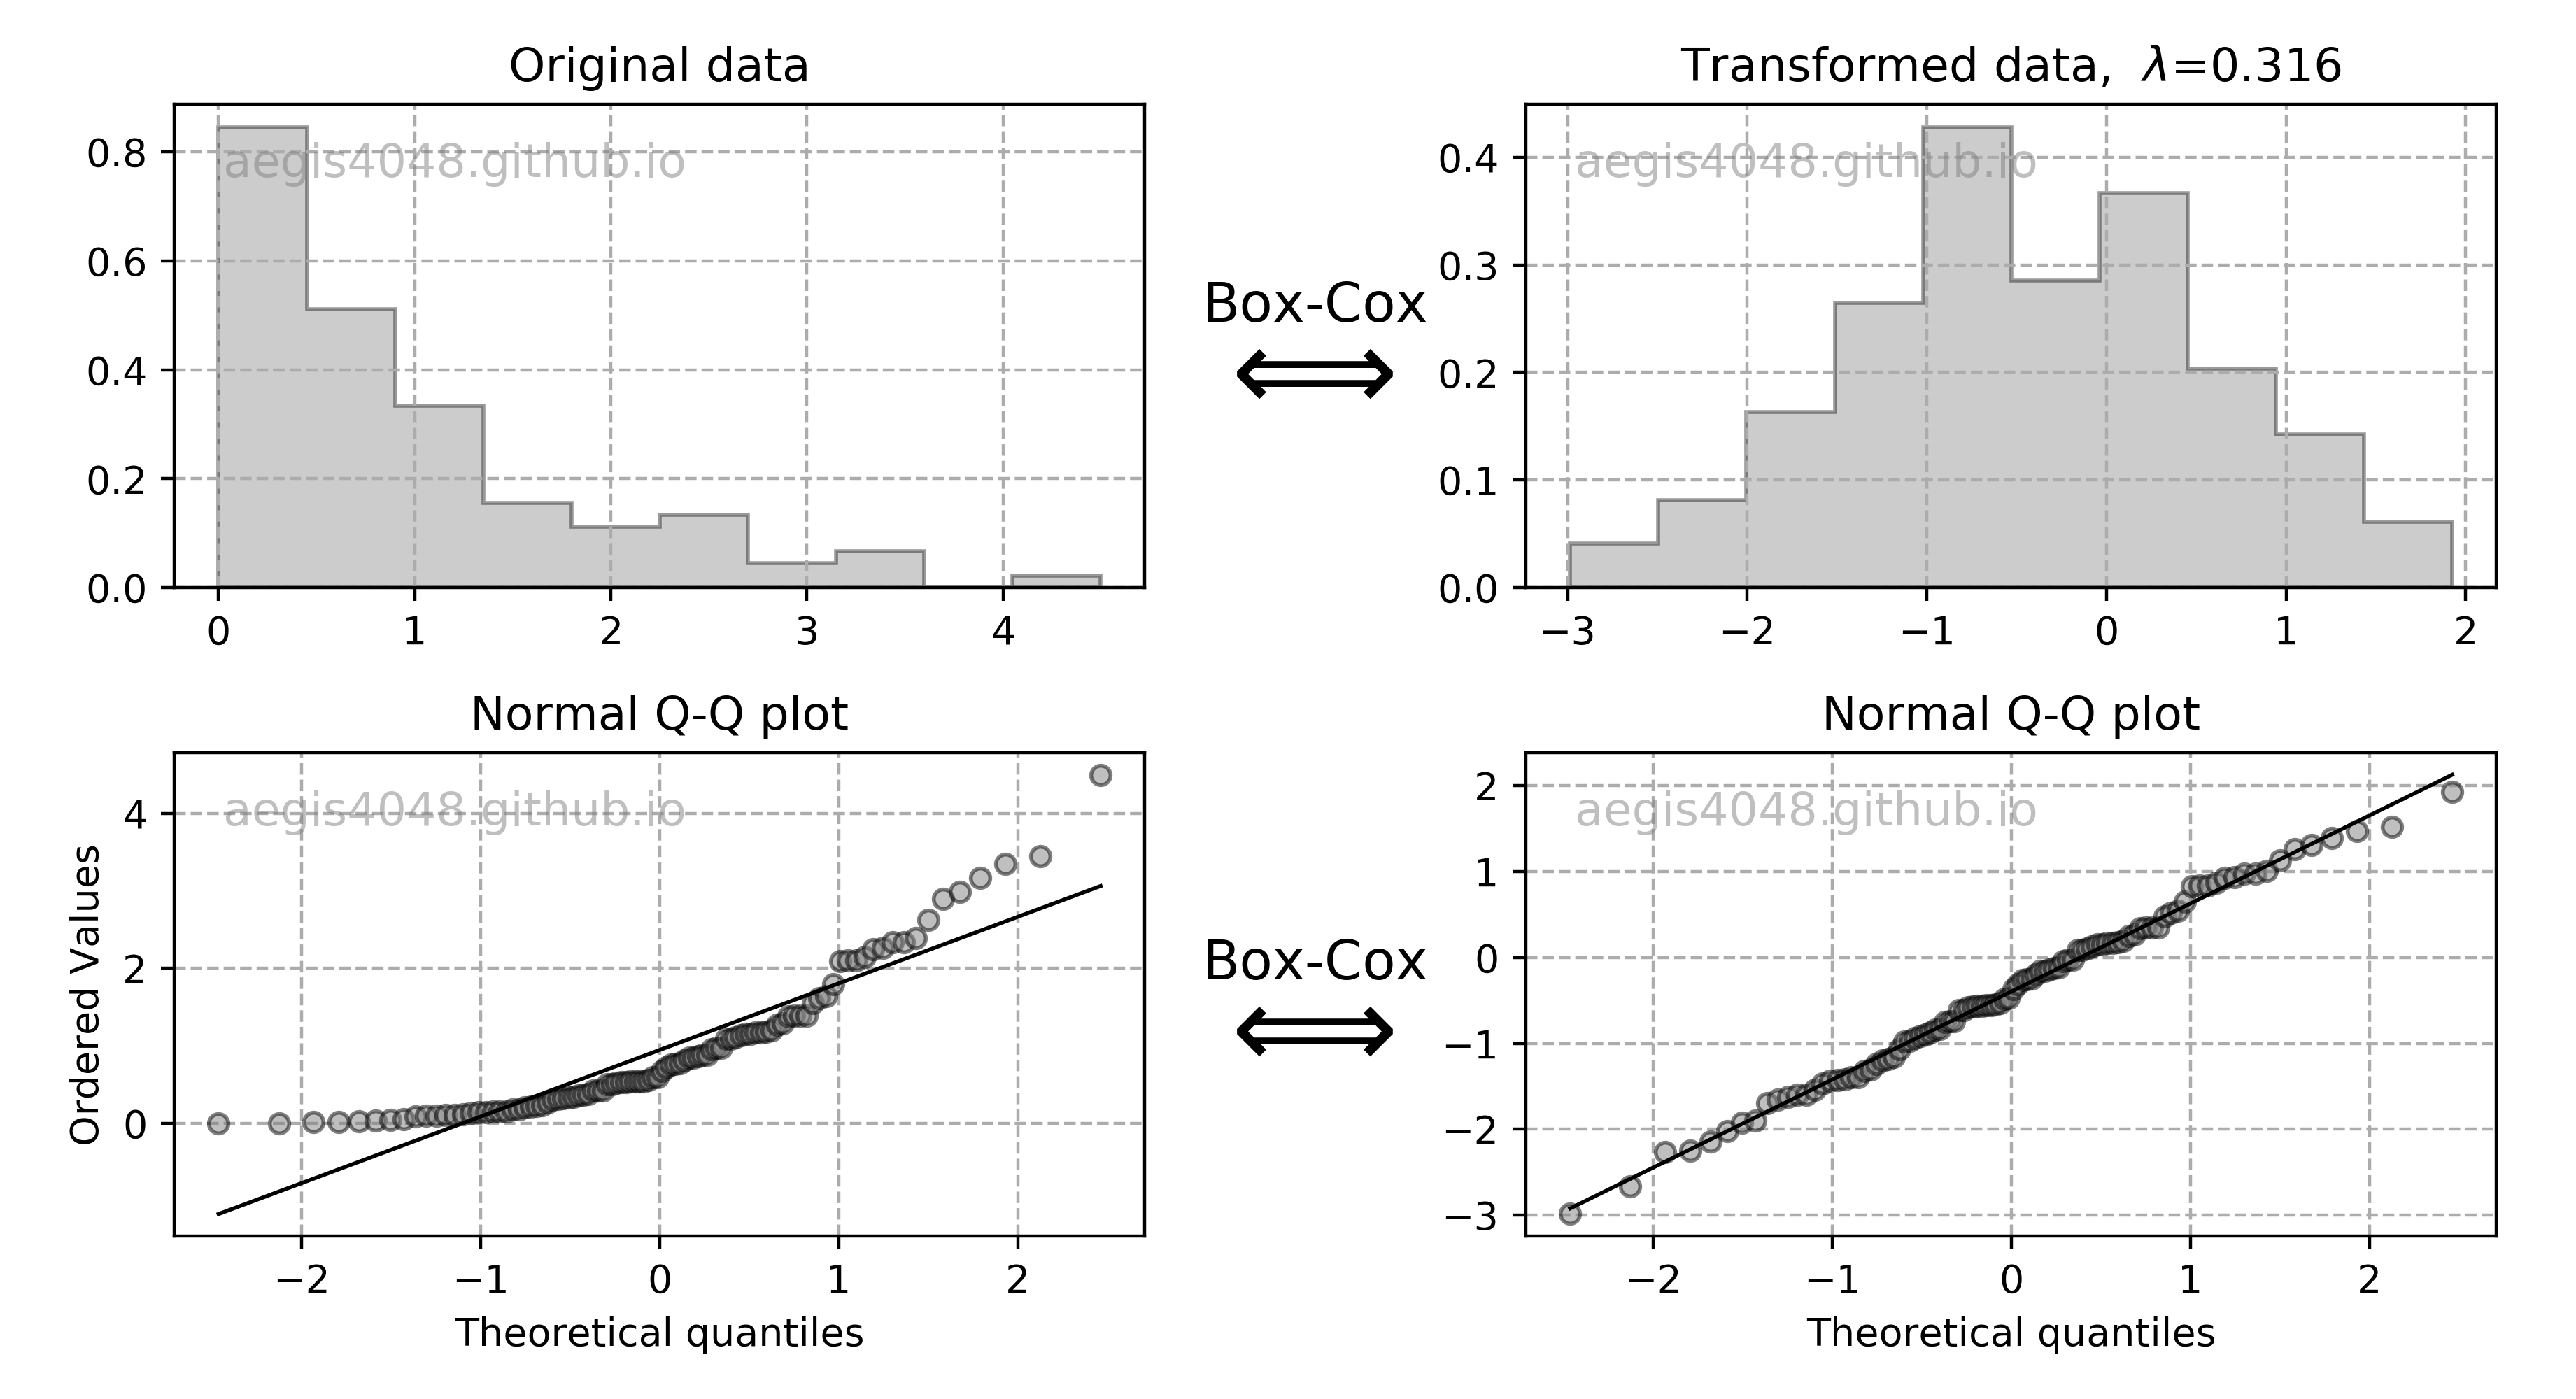 Original data
aegis4048.github.io
0.8
0.6
0.4
0.2
0.0
0 1 2 3 4
Box-Cox
Transformed data, λ=0.316
aegis4048.github.io
0.4
0.3
0.2
0.1
0.0
−3 −2 −1 0 1 2
Normal Q-Q plot
aegis4048.github.io
Ordered Values
4
2
0
−2 −1 0 1 2
Theoretical quantiles
Box-Cox
Normal Q-Q plot
aegis4048.github.io
2
1
0
−1
−2
−3
−2 −1 0 1 2
Theoretical quantiles